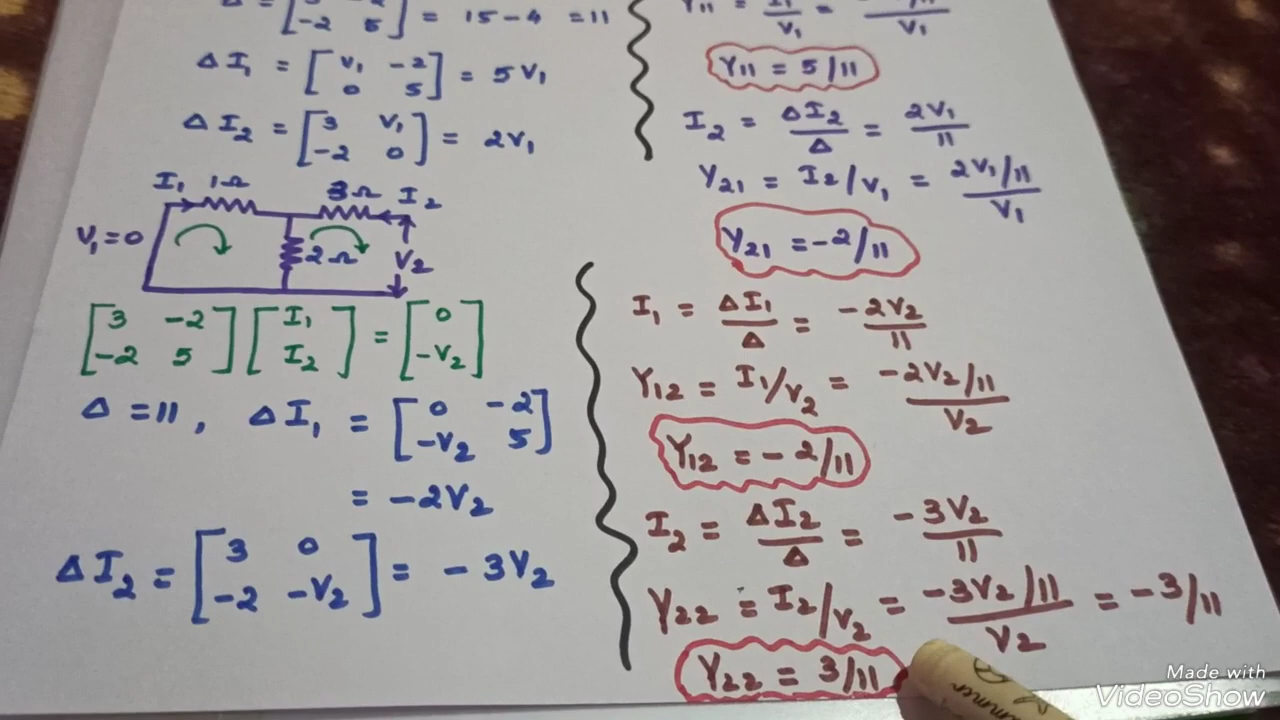 Δ = [3 -2
-2 5] = 15 - 4 = 11
ΔI₁ = [V₁ -2
0 5] = 5V₁
ΔI₂ = [3 V₁
-2 0] = 2V₁
I₁ 1Ω 3Ω I₂
V₁=0 2Ω V₂
[3 -2
-2 5] [I₁
I₂] = [0
-V₂]
Δ = 11, ΔI₁ = [0 -2
-V₂ 5]
= -2V₂
ΔI₂ = [3 0
-2 -V₂] = -3V₂
Y₁₁ = I₁/V₁ = /11/V₁
Y₁₁ = 5/11
I₂ = ΔI₂/Δ = 2V₁/11
Y₂₁ = I₂/V₁ = 2V₁/11/V₁
Y₂₁ = -2/11
I₁ = ΔI₁/Δ = -2V₂/11
Y₁₂ = I₁/V₂ = -2V₂/11/V₂
Y₁₂ = -2/11
I₂ = ΔI₂/Δ = -3V₂/11
Y₂₂ = I₂/V₂ = -3V₂/11/V₂ = -3/11
Y₂₂ = 3/11
Made with
VideoShow